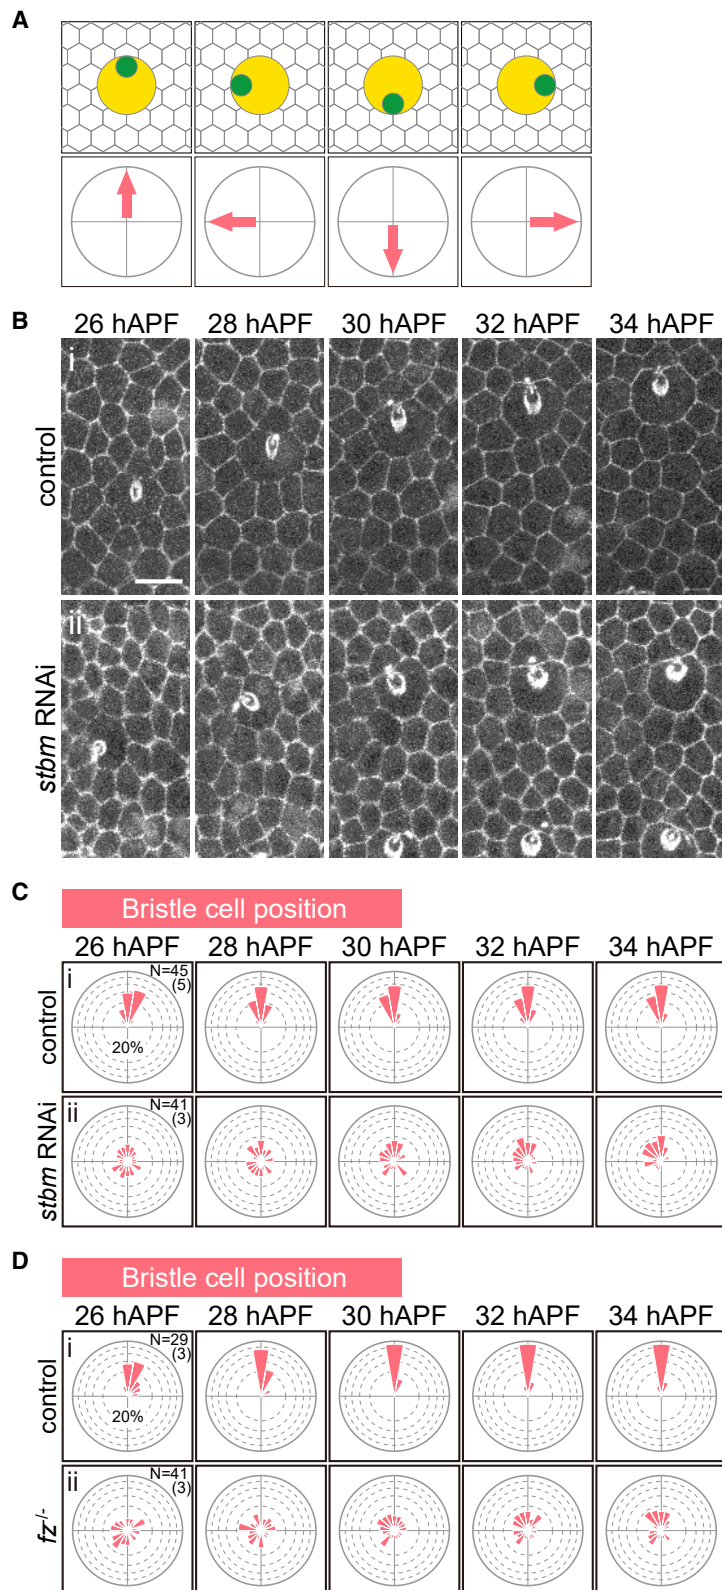 A
B
26 hAPF 28 hAPF 30 hAPF 32 hAPF 34 hAPF
i
control
ii
stbm RNAi
C
Bristle cell position
26 hAPF 28 hAPF 30 hAPF 32 hAPF 34 hAPF
i
N=45
(5)
20%
control
ii
N=41
(3)
stbm RNAi
D
Bristle cell position
26 hAPF 28 hAPF 30 hAPF 32 hAPF 34 hAPF
i
N=29
(3)
20%
control
ii
N=41
(3)
fz-/-